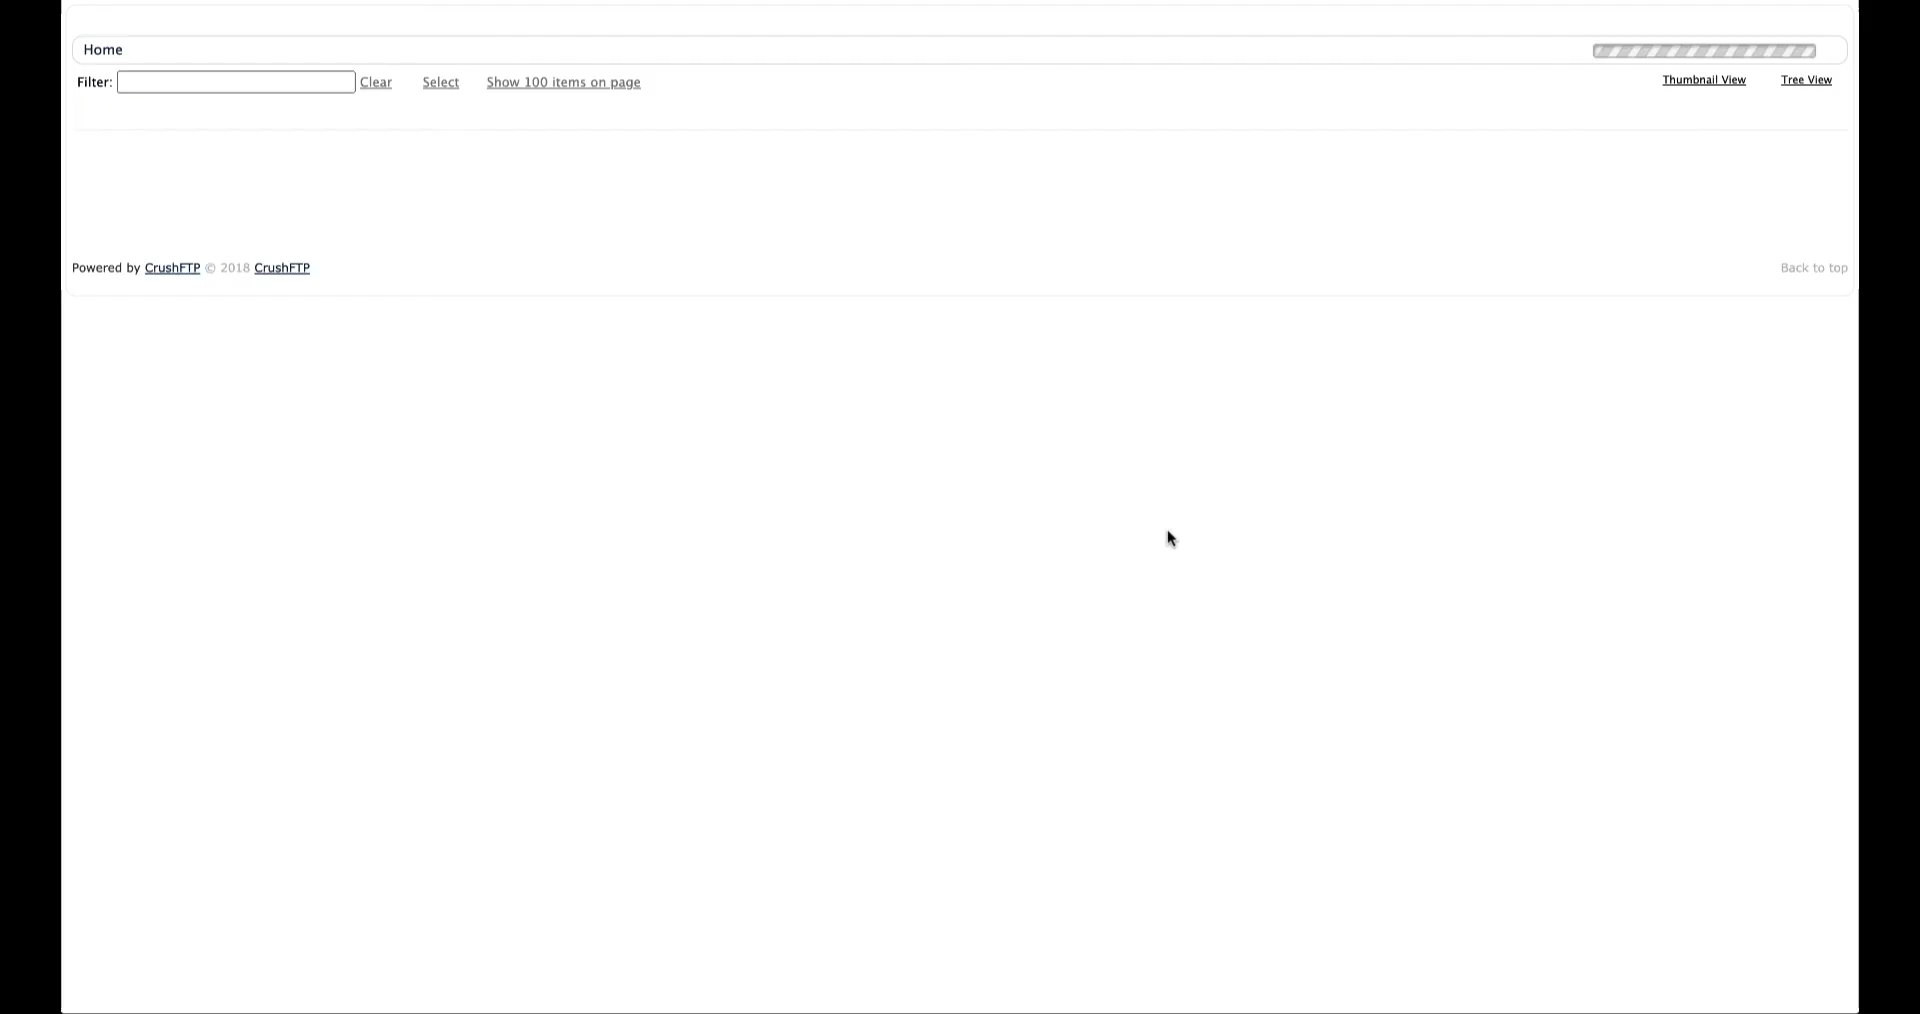 Home
Filter: Clear Select Show 100 items on page Thumbnail View Tree View
Powered by CrushFTP © 2018 CrushFTP Back to top